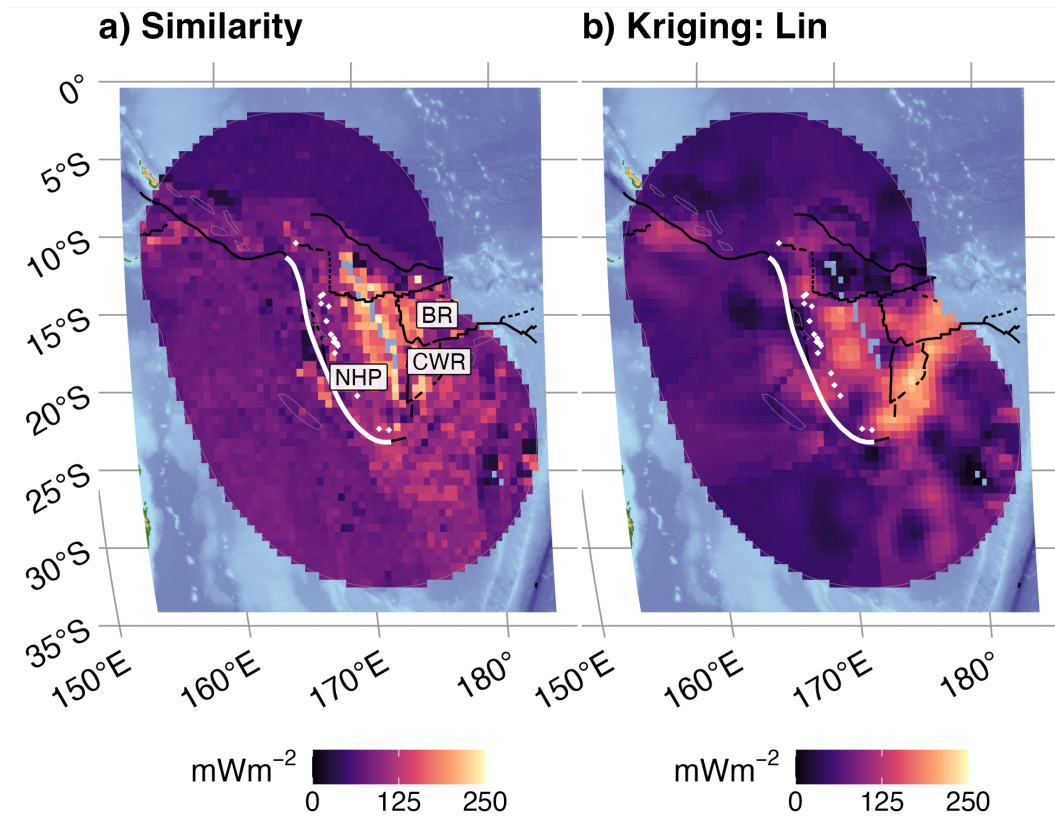 a) Similarity
b) Kriging: Lin
0°
5°S
10°S
15°S
20°S
25°S
30°S
35°S
BR
CWR
NHP
150°E
160°E
170°E
180°
150°E
160°E
170°E
180°
mWm⁻²
0
125
250
mWm⁻²
0
125
250